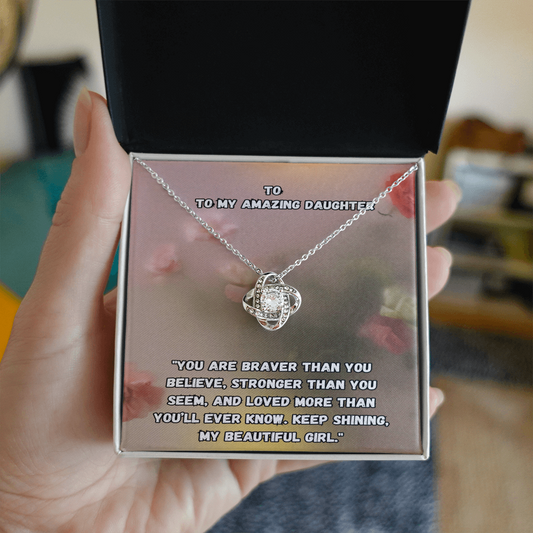 TO
TO MY AMAZING DAUGHTER
"YOU ARE BRAVER THAN YOU
BELIEVE, STRONGER THAN YOU
SEEM, AND LOVED MORE THAN
YOU'LL EVER KNOW. KEEP SHINING,
MY BEAUTIFUL GIRL."